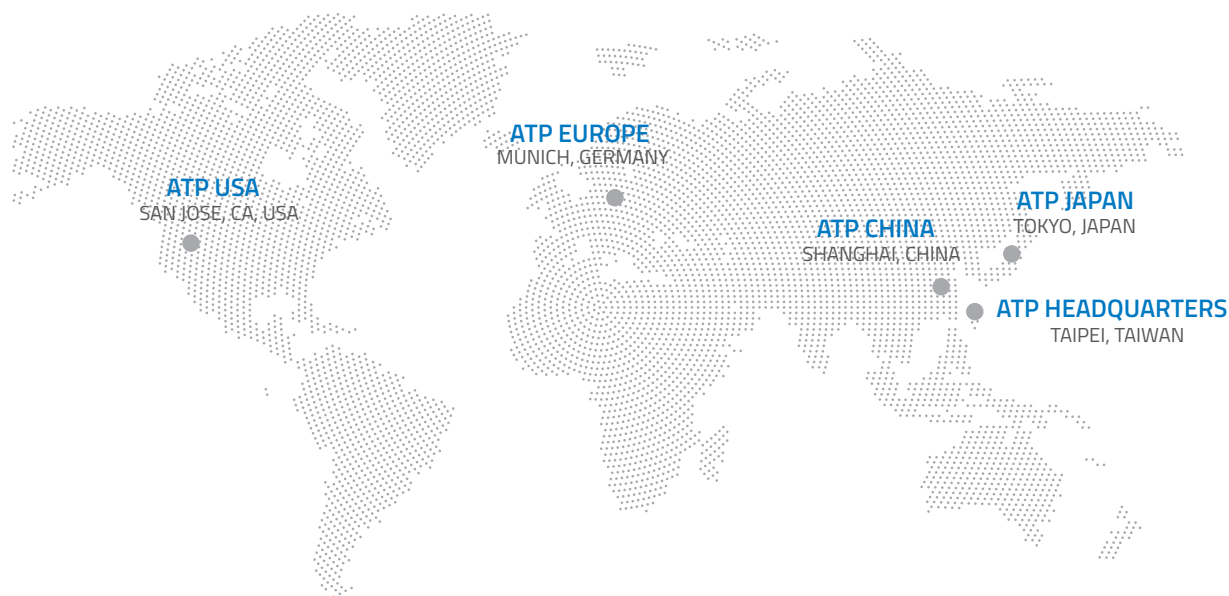 ATP EUROPE
MUNICH, GERMANY
ATP USA
SAN JOSE, CA, USA
ATP JAPAN
TOKYO, JAPAN
ATP CHINA
SHANGHAI, CHINA
ATP HEADQUARTERS
TAIPEI, TAIWAN